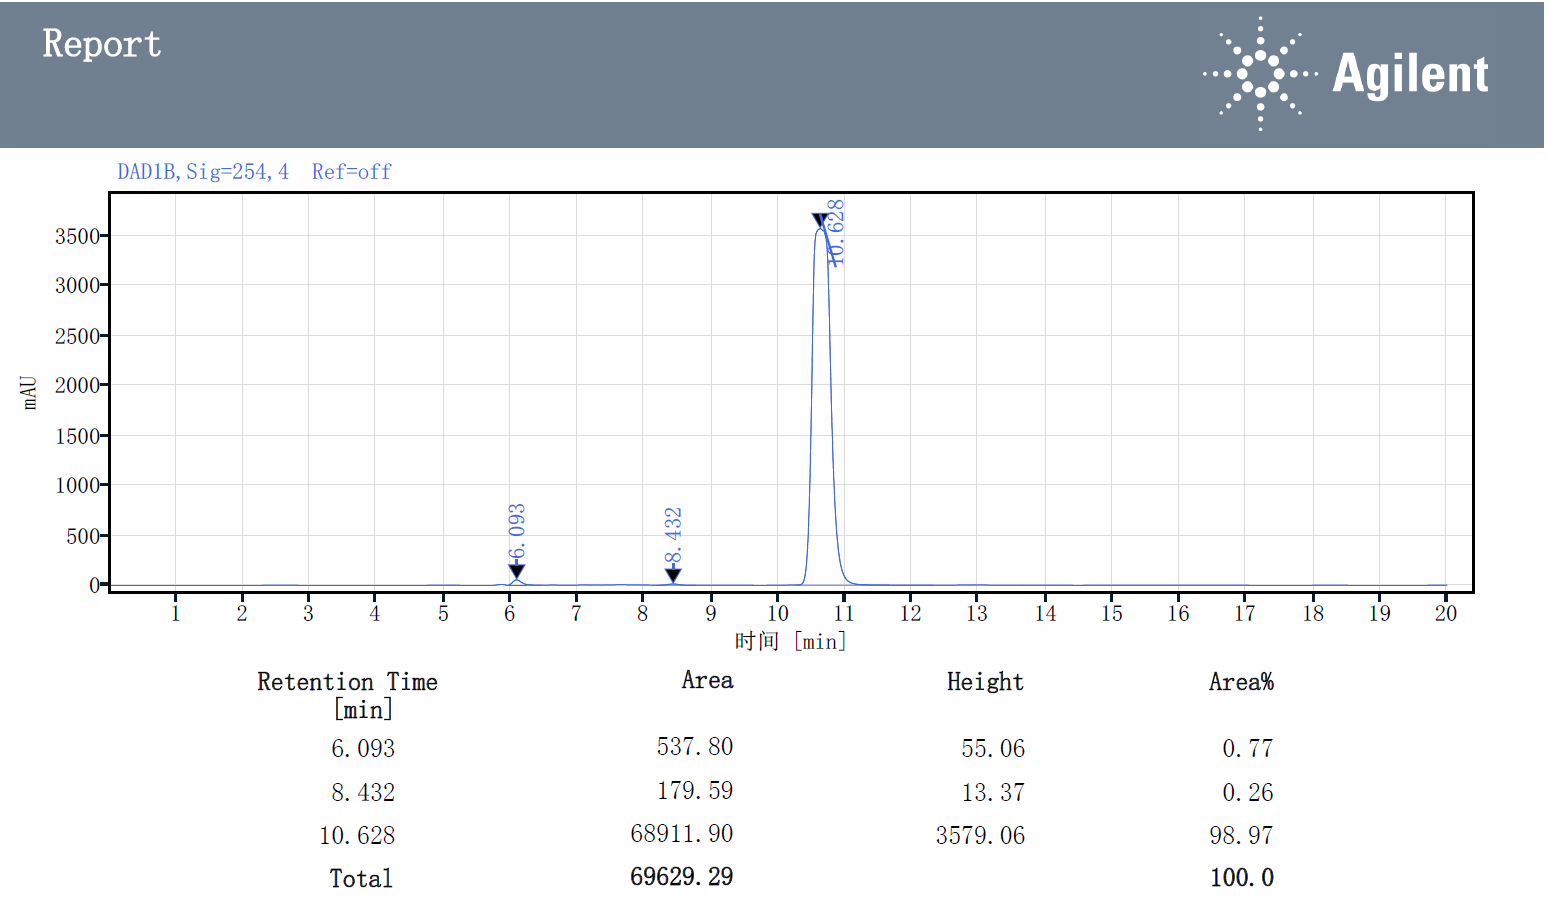 Report
Agilent
DAD1B,Sig=254,4  Ref=off
mAU
3500
3000
2500
2000
1500
1000
500
0
6.093
8.432
10.628
1 2 3 4 5 6 7 8 9 10 11 12 13 14 15 16 17 18 19 20
时间 [min]
Retention Time Area Height Area%
[min]
6.093 537.80 55.06 0.77
8.432 179.59 13.37 0.26
10.628 68911.90 3579.06 98.97
Total 69629.29 100.0